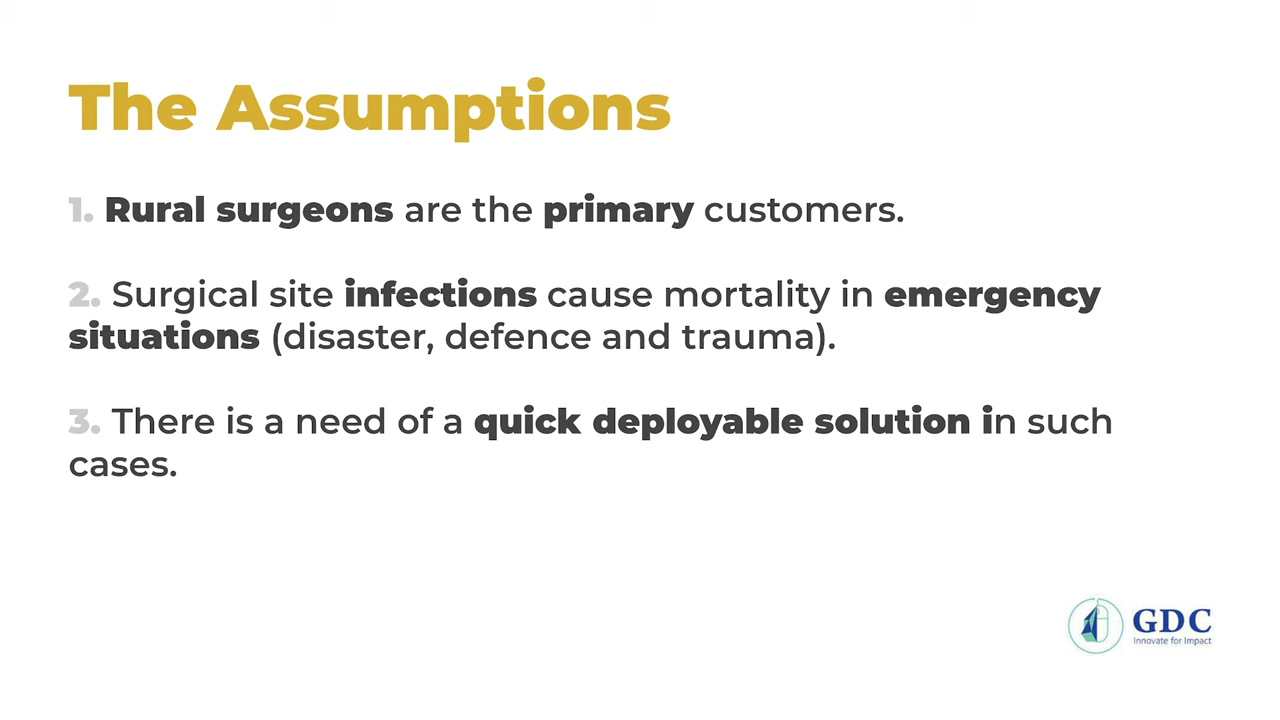 The Assumptions
1. Rural surgeons are the primary customers.
2. Surgical site infections cause mortality in emergency
situations (disaster, defence and trauma).
3. There is a need of a quick deployable solution in such
cases.
GDC
Innovate for Impact